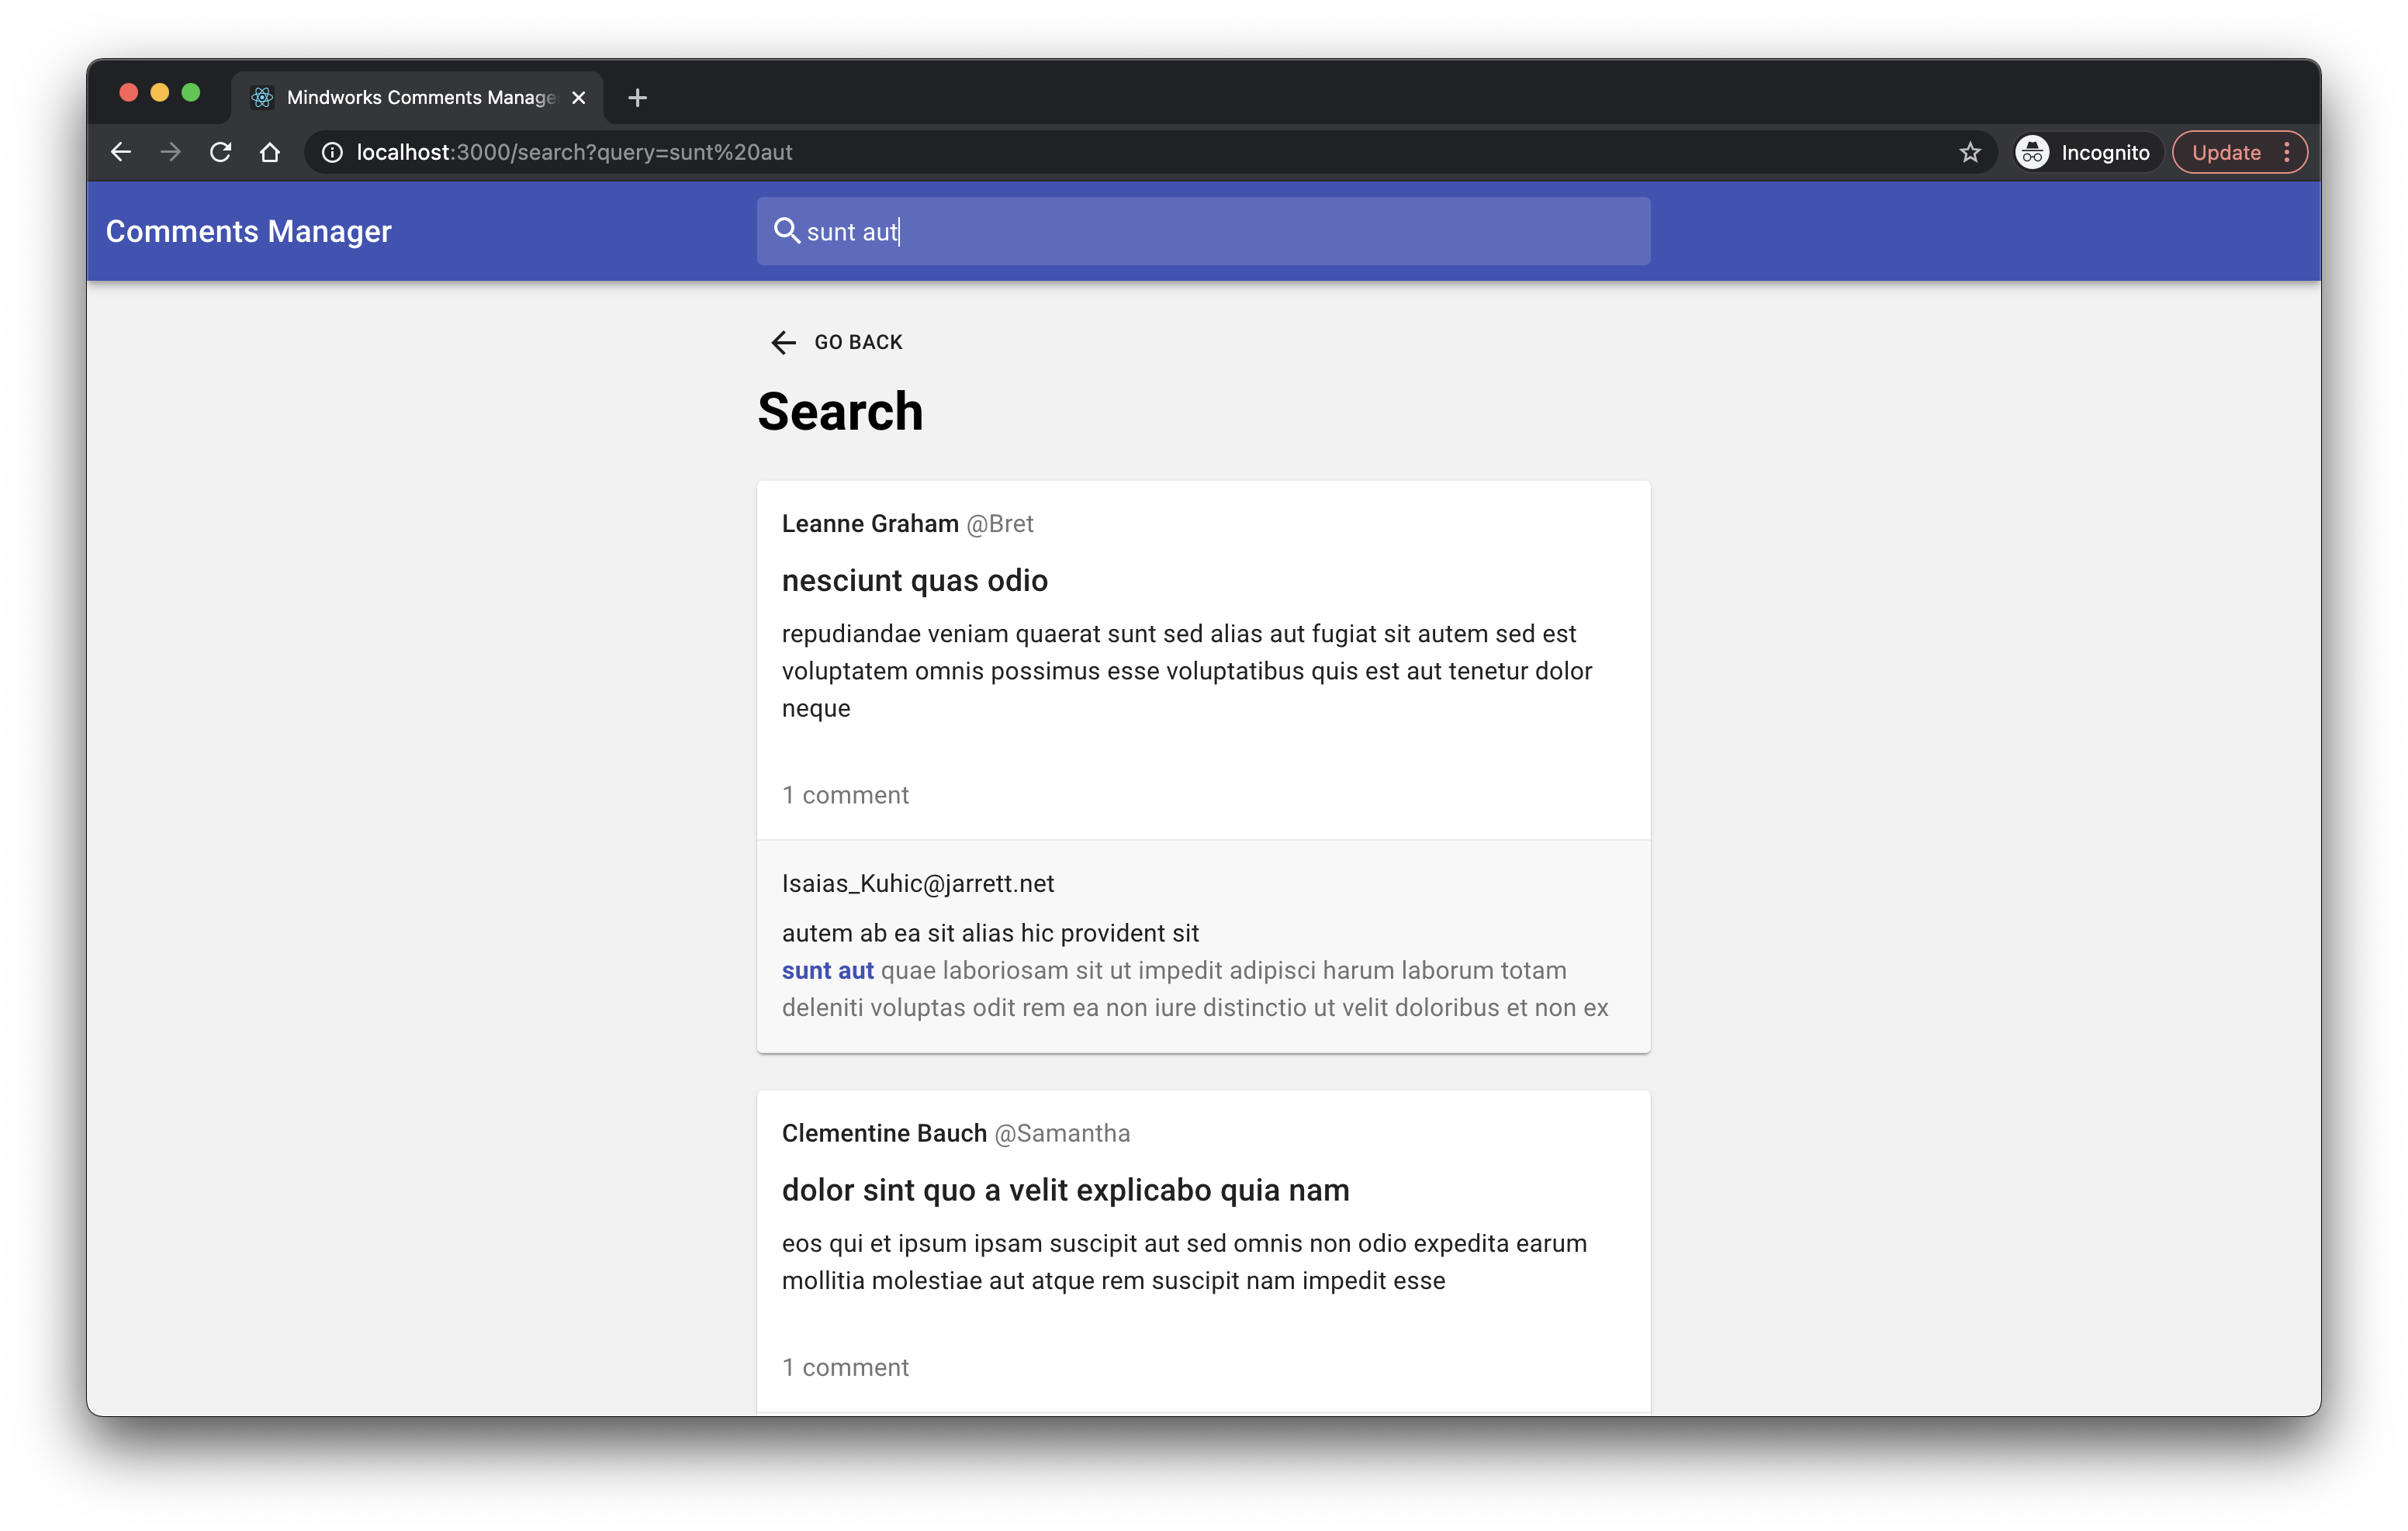 Mindworks Comments Manage
localhost:3000/search?query=sunt%20aut
Incognito
Update
Comments Manager
sunt aut
GO BACK
Search
Leanne Graham @Bret
nesciunt quas odio
repudiandae veniam quaerat sunt sed alias aut fugiat sit autem sed est
voluptatem omnis possimus esse voluptatibus quis est aut tenetur dolor
neque
1 comment
Isaias_Kuhic@jarrett.net
autem ab ea sit alias hic provident sit
sunt aut quae laboriosam sit ut impedit adipisci harum laborum totam
deleniti voluptas odit rem ea non iure distinctio ut velit doloribus et non ex
Clementine Bauch @Samantha
dolor sint quo a velit explicabo quia nam
eos qui et ipsum ipsam suscipit aut sed omnis non odio expedita earum
mollitia molestiae aut atque rem suscipit nam impedit esse
1 comment